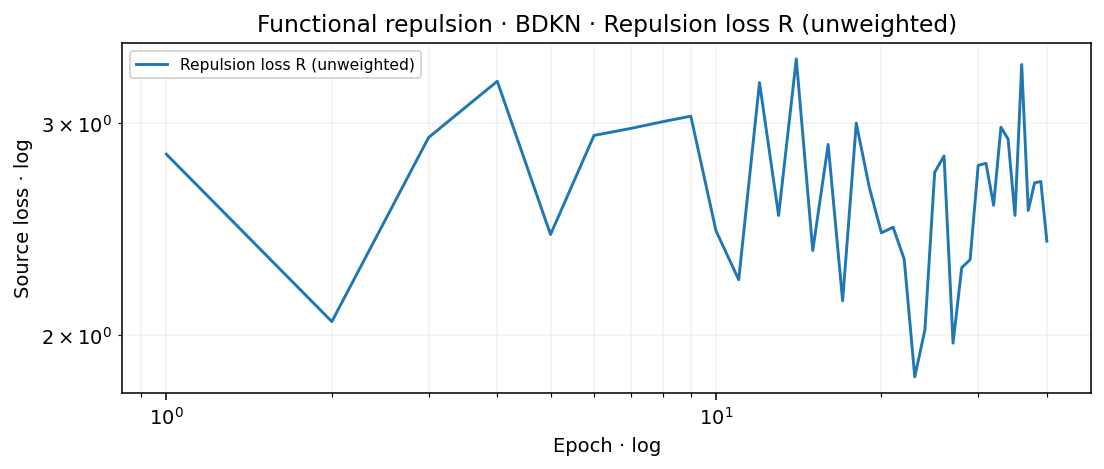 Functional repulsion · BDKN · Repulsion loss R (unweighted)
Repulsion loss R (unweighted)
Source loss · log
3 × 10⁰
2 × 10⁰
10⁰ 10¹
Epoch · log